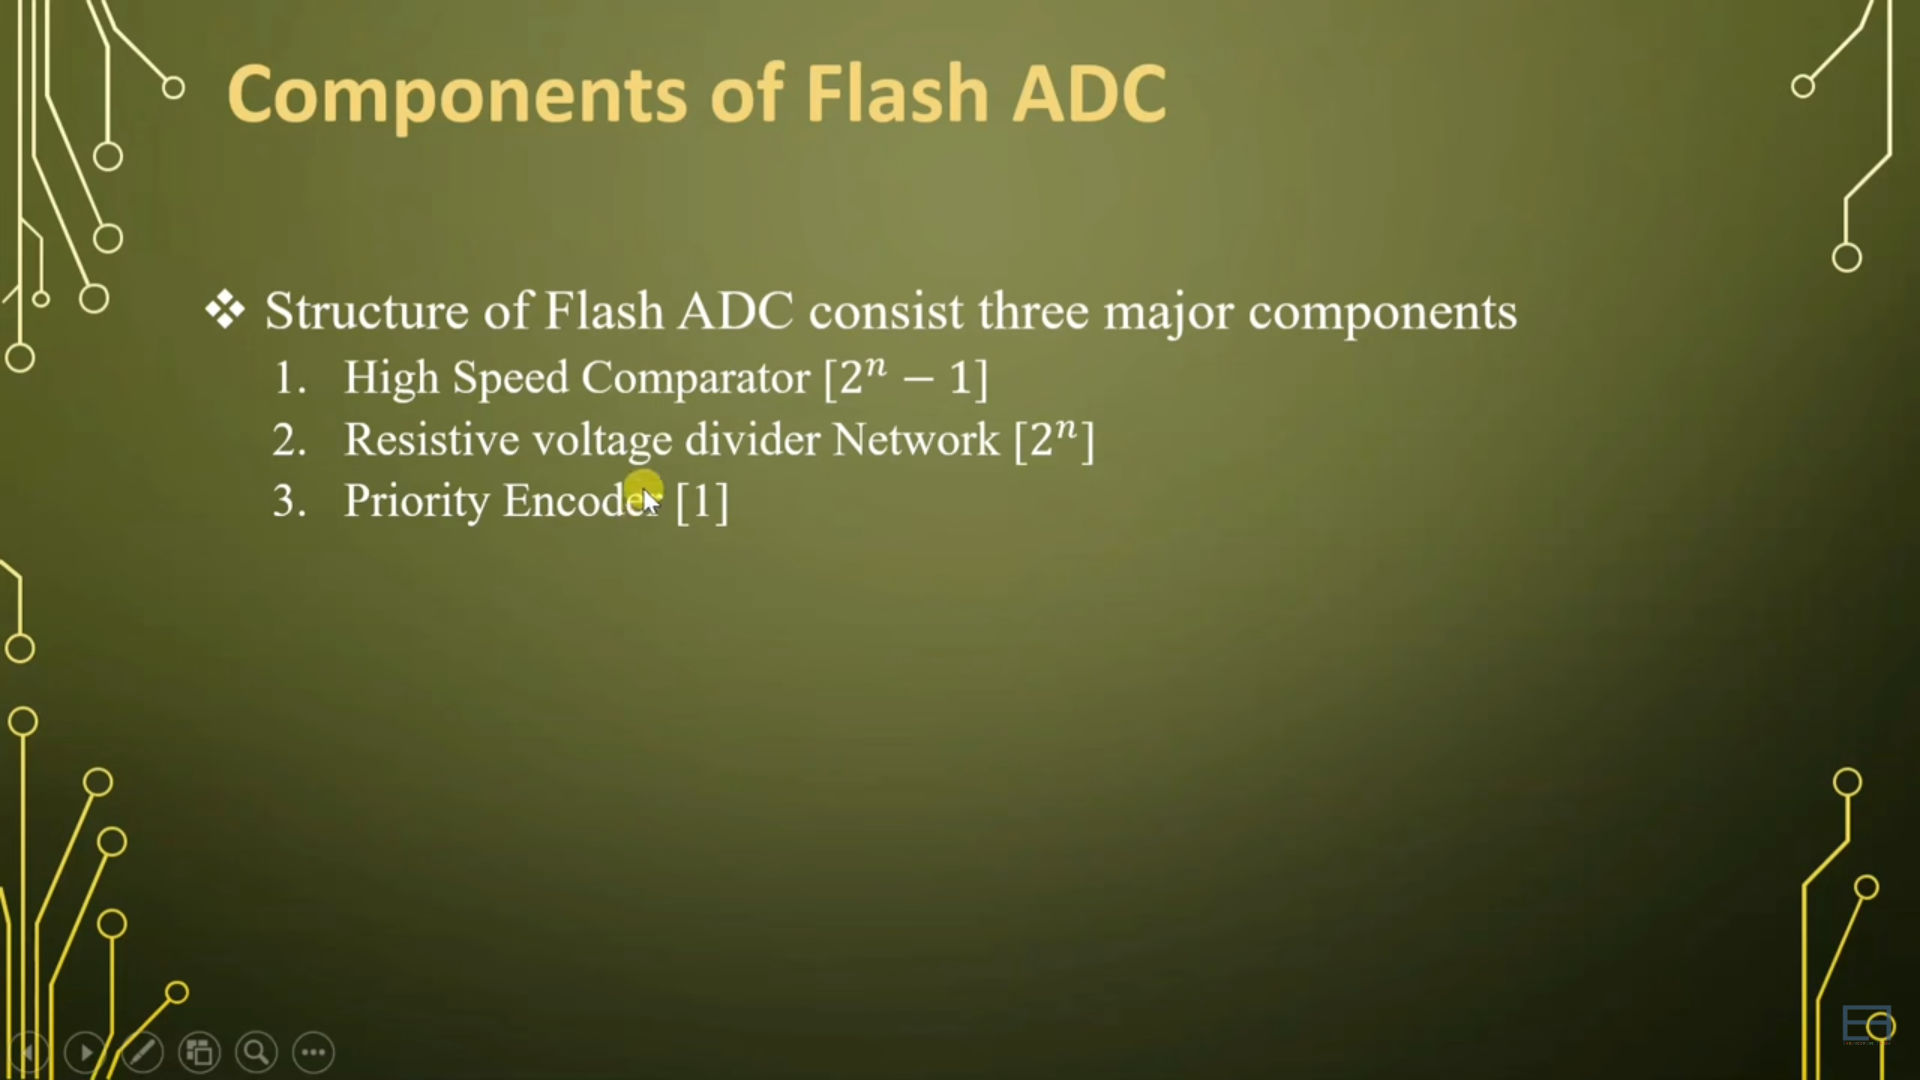 Components of Flash ADC
❖ Structure of Flash ADC consist three major components
1. High Speed Comparator [2ⁿ − 1]
2. Resistive voltage divider Network [2ⁿ]
3. Priority Encoder [1]